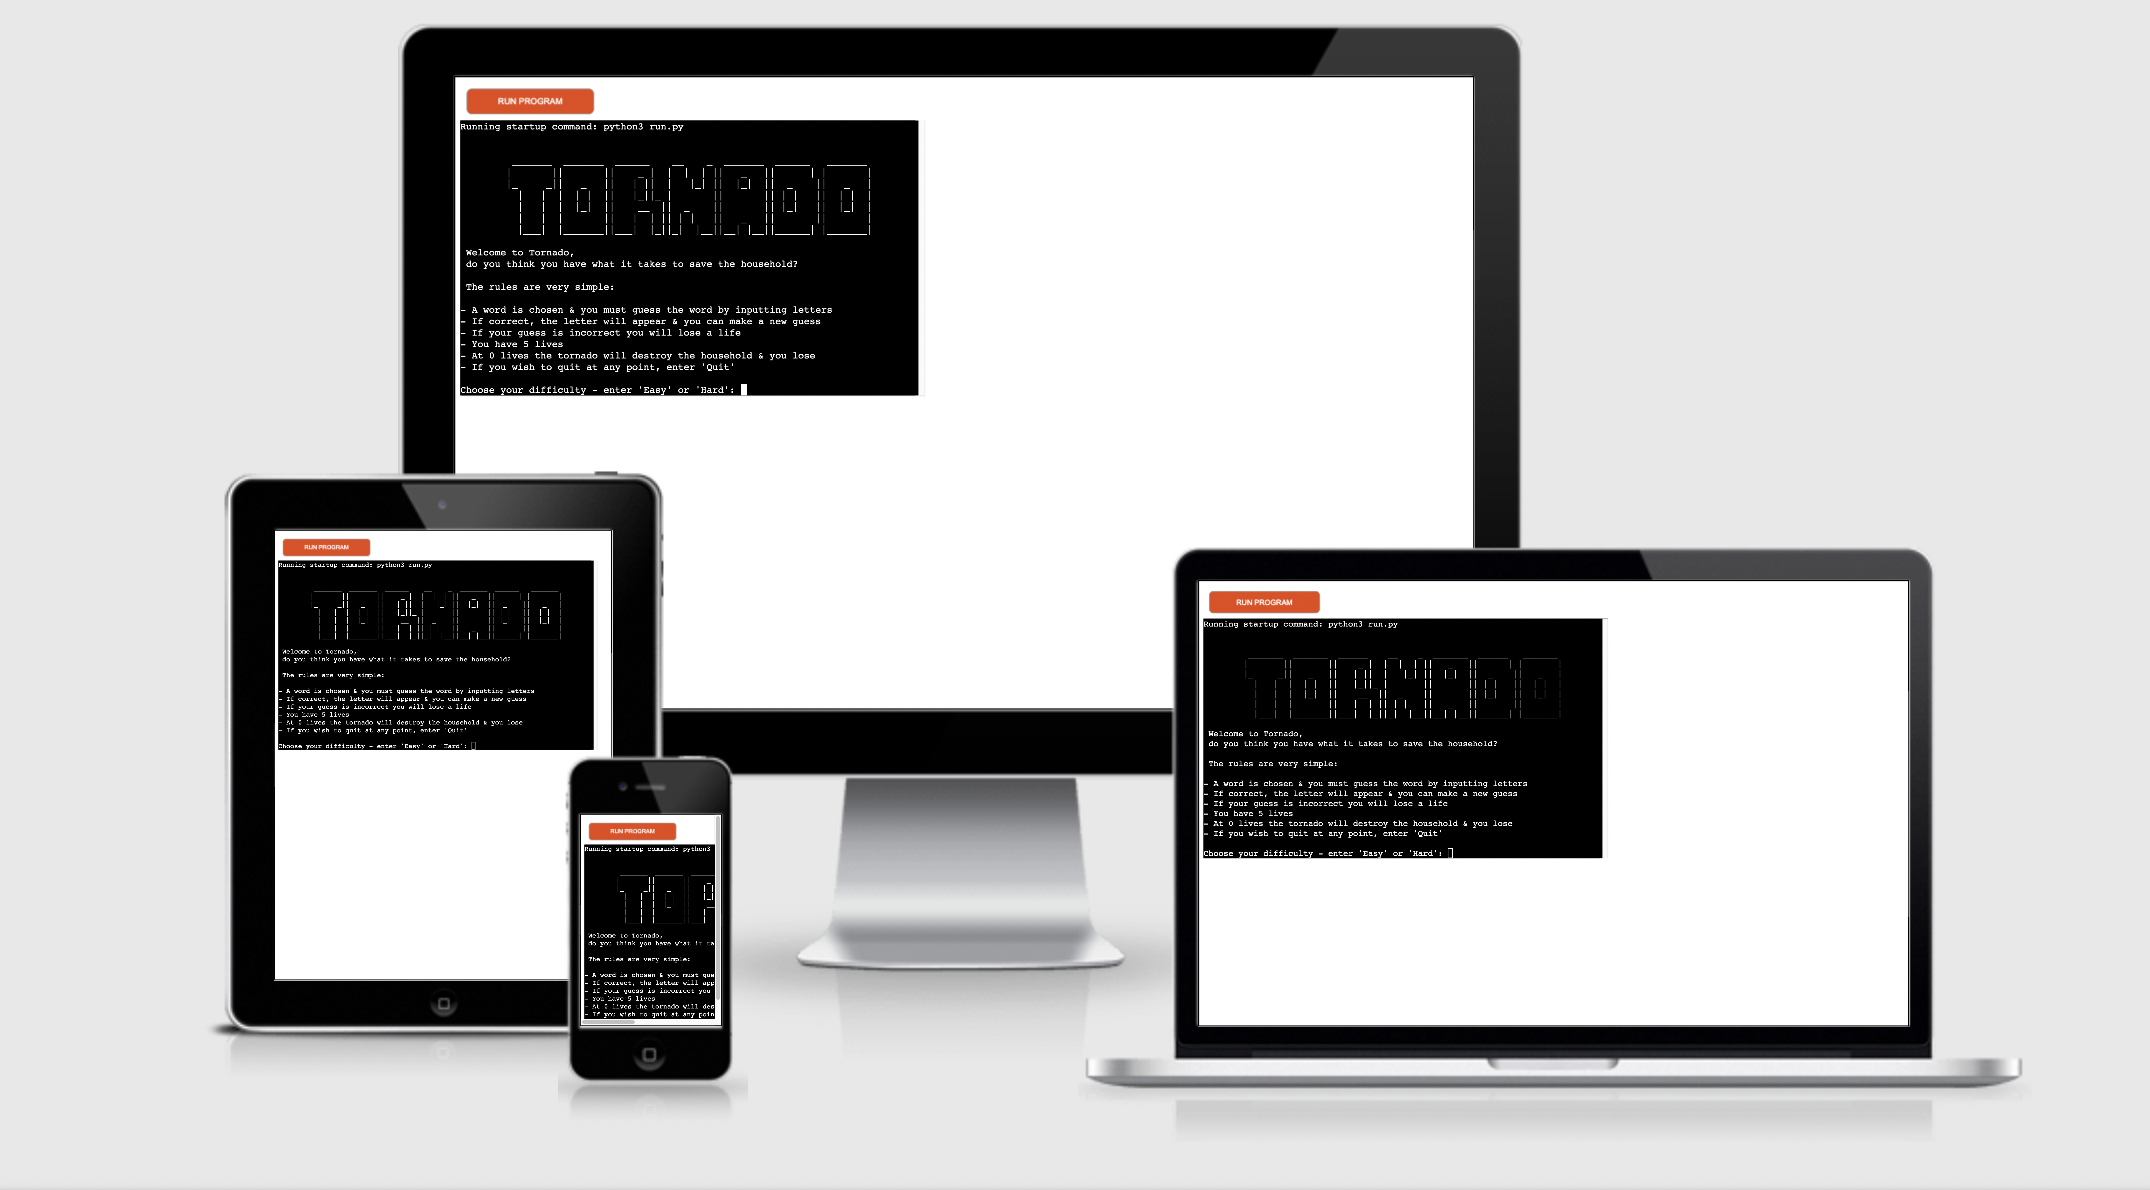 RUN PROGRAM
Running startup command: python3 run.py
TORNADO
Welcome to Tornado,
do you think you have what it takes to save the household?
The rules are very simple:
- A word is chosen & you must guess the word by inputting letters
- If correct, the letter will appear & you can make a new guess
- If your guess is incorrect you will lose a life
- You have 5 lives
- At 0 lives the tornado will destroy the household & you lose
- If you wish to quit at any point, enter 'Quit'
Choose your difficulty - enter 'Easy' or 'Hard':
RUN PROGRAM
Running startup command: python3 run.py
TORNADO
Welcome to Tornado,
do you think you have what it takes to save the household?
The rules are very simple:
- A word is chosen & you must guess the word by inputting letters
- If correct, the letter will appear & you can make a new guess
- If your guess is incorrect you will lose a life
- You have 5 lives
- At 0 lives the tornado will destroy the household & you lose
- If you wish to quit at any point, enter 'Quit'
Choose your difficulty - enter 'Easy' or 'Hard':
RUN PROGRAM
Running startup command: python3
TOR
Welcome to Tornado,
do you think you have what it ta
The rules are very simple:
- A word is chosen & you must gue
- If correct, the letter will app
- If your guess is incorrect you
- You have 5 lives
- At 0 lives the tornado will des
- If you wish to quit at any poin
RUN PROGRAM
Running startup command: python3 run.py
TORNADO
Welcome to Tornado,
do you think you have what it takes to save the household?
The rules are very simple:
- A word is chosen & you must guess the word by inputting letters
- If correct, the letter will appear & you can make a new guess
- If your guess is incorrect you will lose a life
- You have 5 lives
- At 0 lives the tornado will destroy the household & you lose
- If you wish to quit at any point, enter 'Quit'
Choose your difficulty - enter 'Easy' or 'Hard':